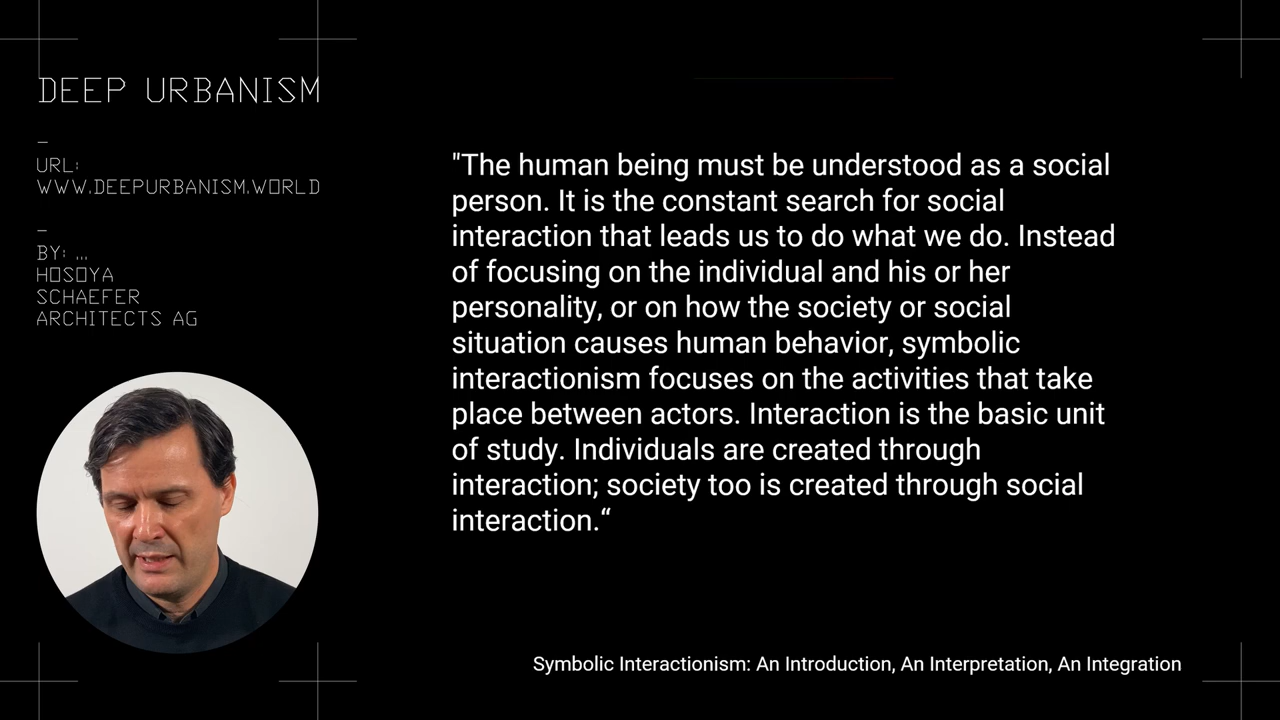 DEEP URBANISM
–
URL:
WWW.DEEPURBANISM.WORLD
–
BY: ...
HOSOYA
SCHAEFER
ARCHITECTS AG
"The human being must be understood as a social
person. It is the constant search for social
interaction that leads us to do what we do. Instead
of focusing on the individual and his or her
personality, or on how the society or social
situation causes human behavior, symbolic
interactionism focuses on the activities that take
place between actors. Interaction is the basic unit
of study. Individuals are created through
interaction; society too is created through social
interaction.“
Symbolic Interactionism: An Introduction, An Interpretation, An Integration